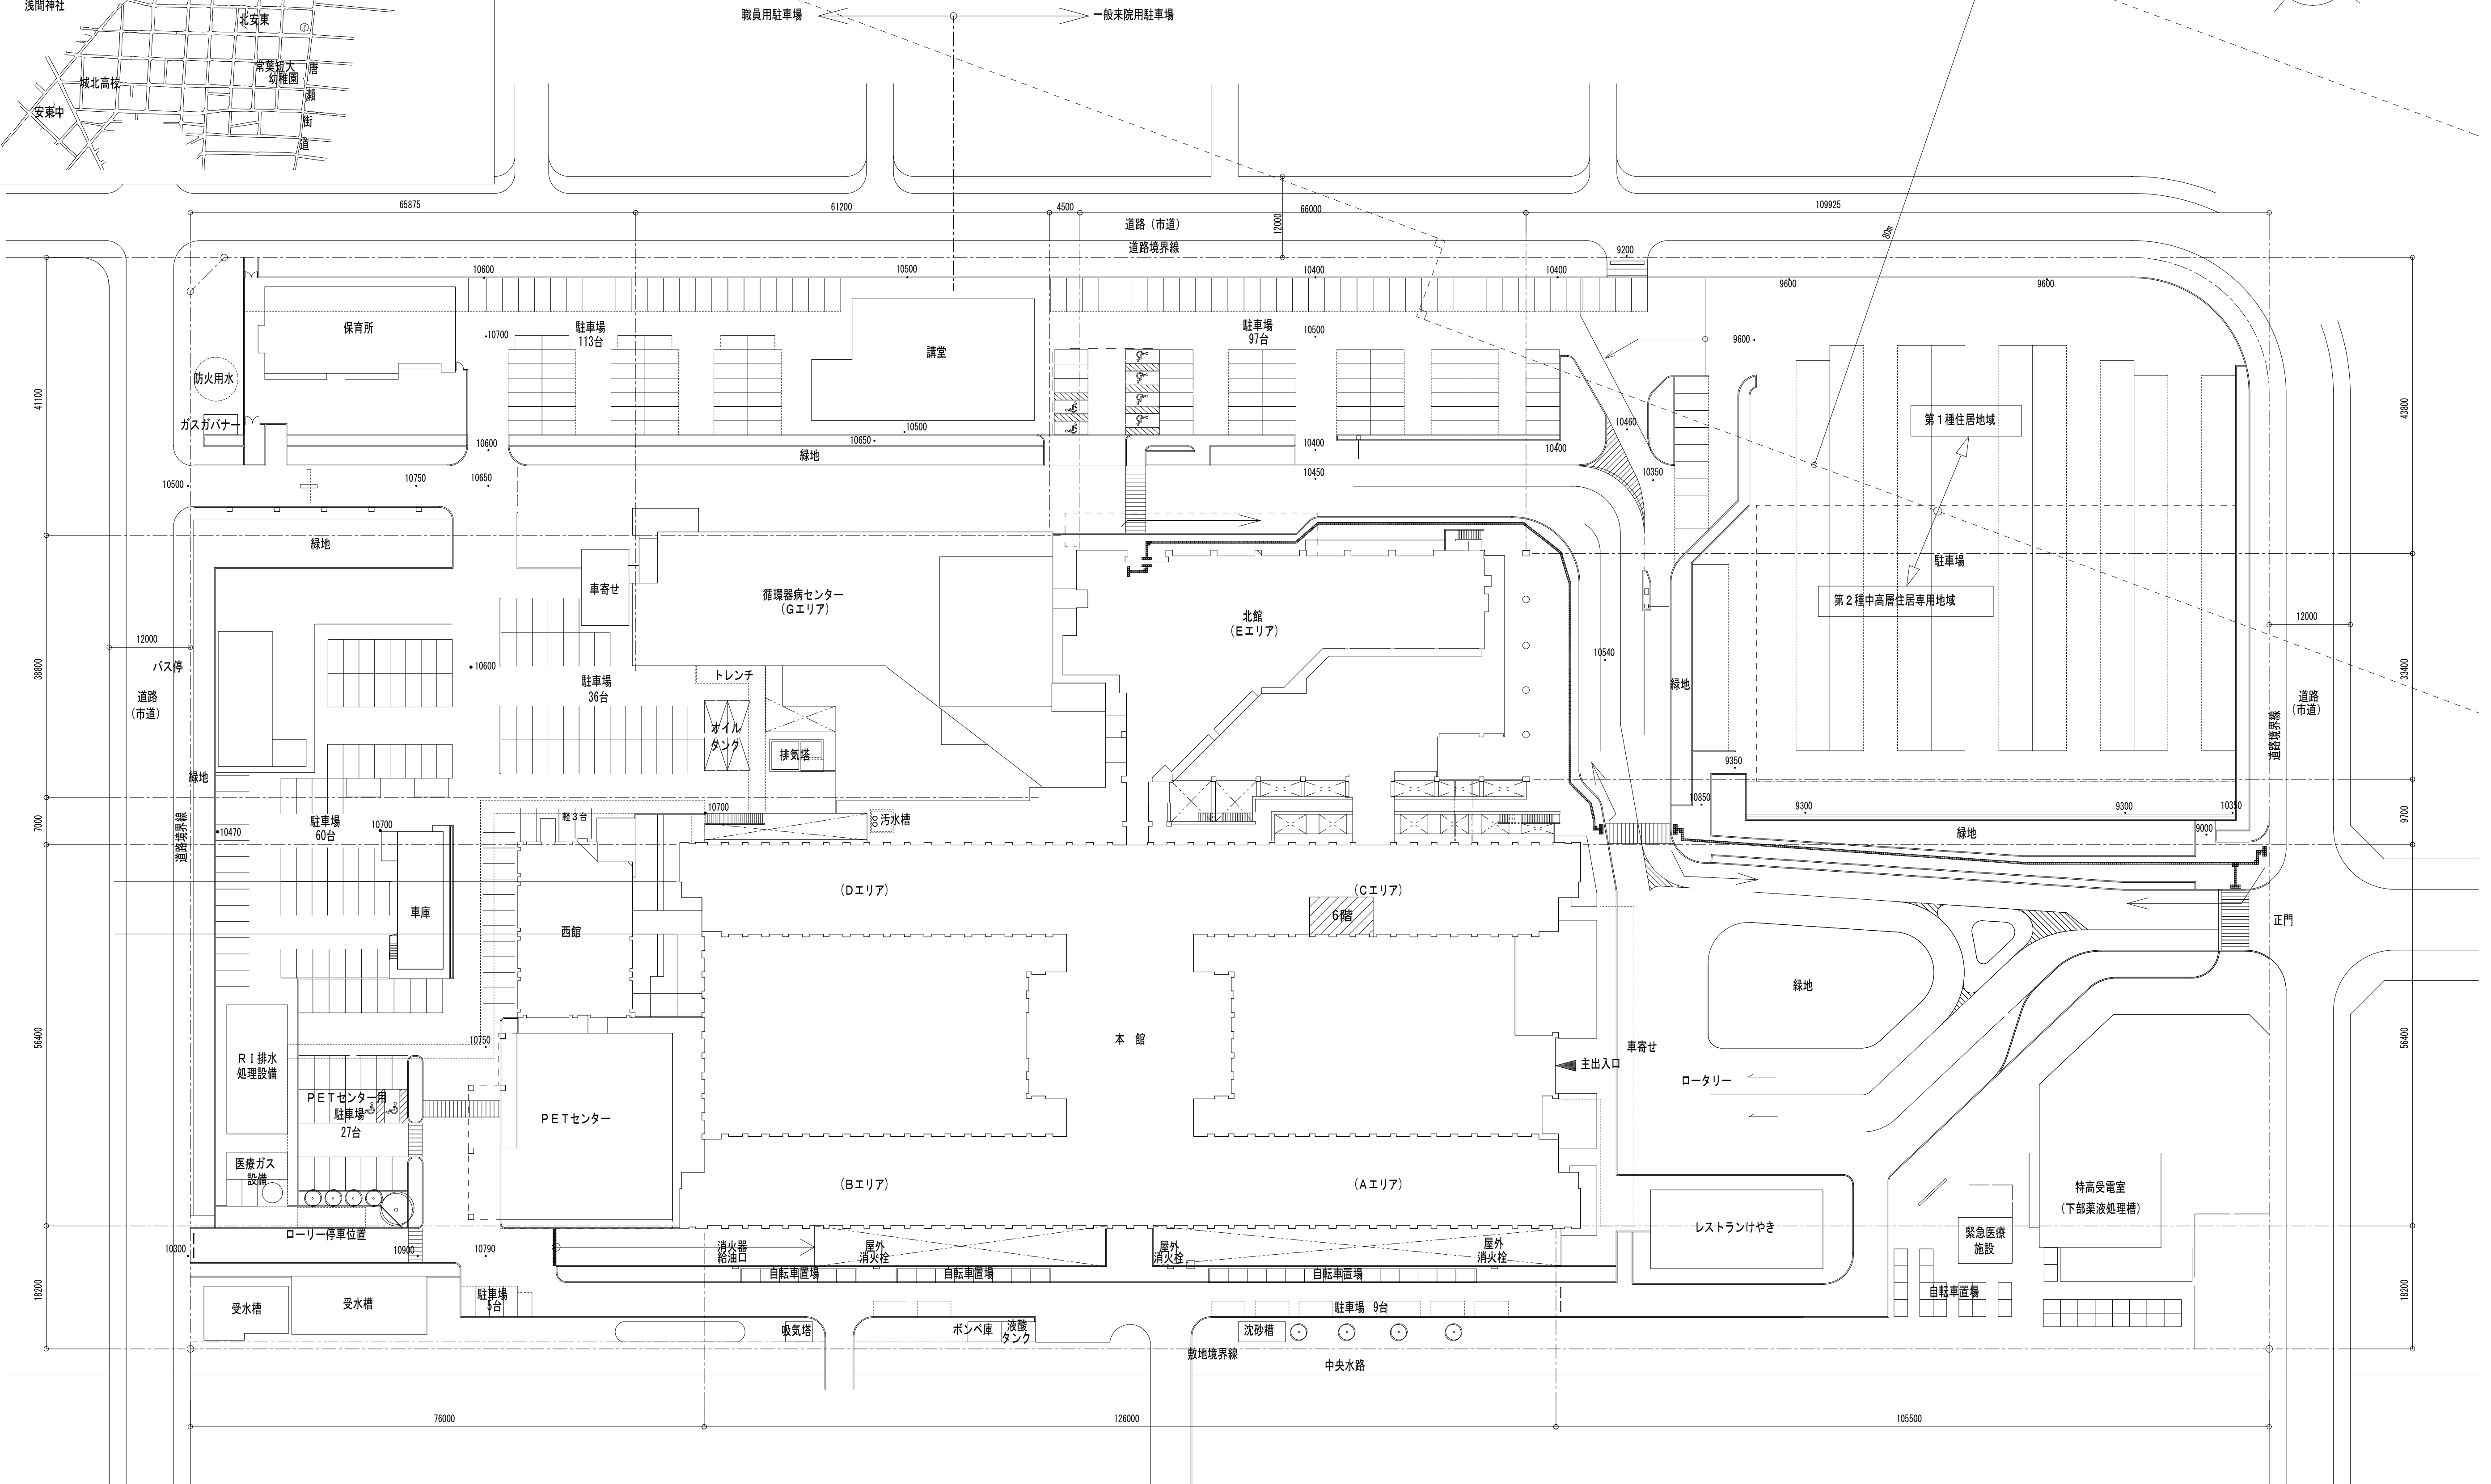 浅間神社
北安東
常葉短大
幼稚園
城北高校
安東中
唐
瀬
街
道
職員用駐車場
一般来院用駐車場
65875
61200
4500
66000
109925
道路（市道）
12000
道路境界線
80m
9200
10600
10500
10400
10400
9600
9600
保育所
10700
駐車場
113台
講堂
駐車場
97台
10500
9600
防火用水
ガスガバナー
41100
43800
第1種住居地域
10600
10650
10500
10400
10400
10460
緑地
10500
10750
10650
10450
10350
緑地
車寄せ
循環器病センター
（Gエリア）
北館
（Eエリア）
駐車場
第2種中高層住居専用地域
12000
バス停
道路
（市道）
38800
10600
駐車場
36台
トレンチ
オイル
タンク
排気塔
10540
緑地
12000
道路
（市道）
道路境界線
33400
緑地
9350
10850
9300
9300
10350
9000
9700
緑地
7000
道路境界線
10470
駐車場
60台
10700
軽3台
10700
汚水槽
車庫
西館
（Dエリア）
（Cエリア）
6階
正門
緑地
56400
56400
10750
ＲＩ排水
処理設備
ＰＥＴセンター用
駐車場
27台
ＰＥＴセンター
本　館
主出入口
車寄せ
ロータリー
医療ガス
設備
（Bエリア）
（Aエリア）
レストランけやき
特高受電室
（下部薬液処理槽）
緊急医療
施設
ローリー停車位置
10300
10900
10790
消火器
給油口
屋外
消火栓
屋外
消火栓
屋外
消火栓
自転車置場
自転車置場
自転車置場
自転車置場
18200
18200
受水槽
受水槽
駐車場
5台
吸気塔
ボンベ庫
液酸
タンク
駐車場　9台
沈砂槽
敷地境界線
中央水路
76000
126000
105500